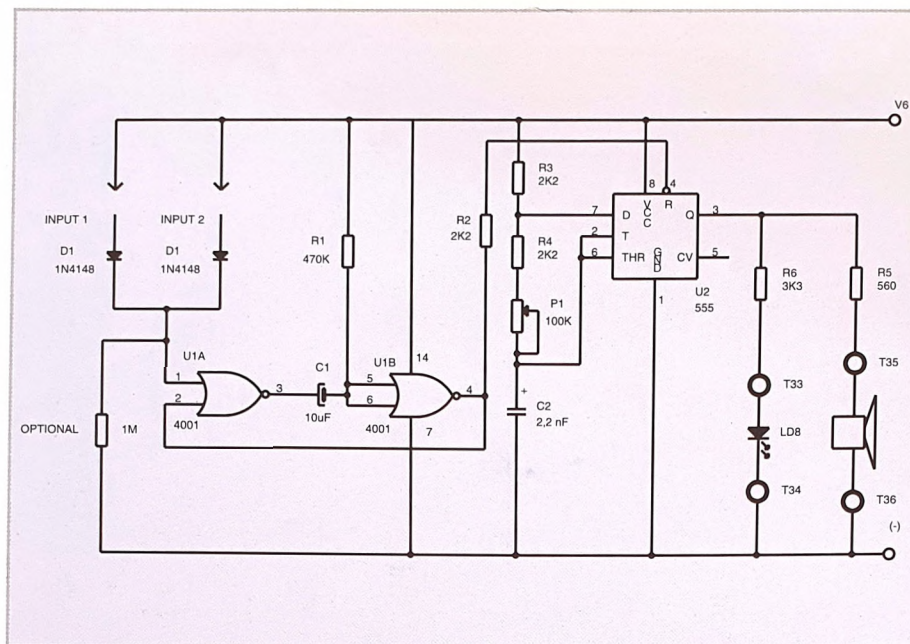 V6
R3
2K2
8
4
INPUT 1
INPUT 2
D1
1N4148
D1
1N4148
R1
470K
R2
2K2
7
2
6
D
T
THR
VCC
R
GND
Q
CV
3
5
1
U2
555
R4
2K2
P1
100K
R6
3K3
R5
560
U1A
1
2
3
4001
C1
10uF
U1B
14
5
6
4
4001
7
+
C2
2,2 nF
T33
T35
LD8
T34
T36
OPTIONAL
1M
(-)